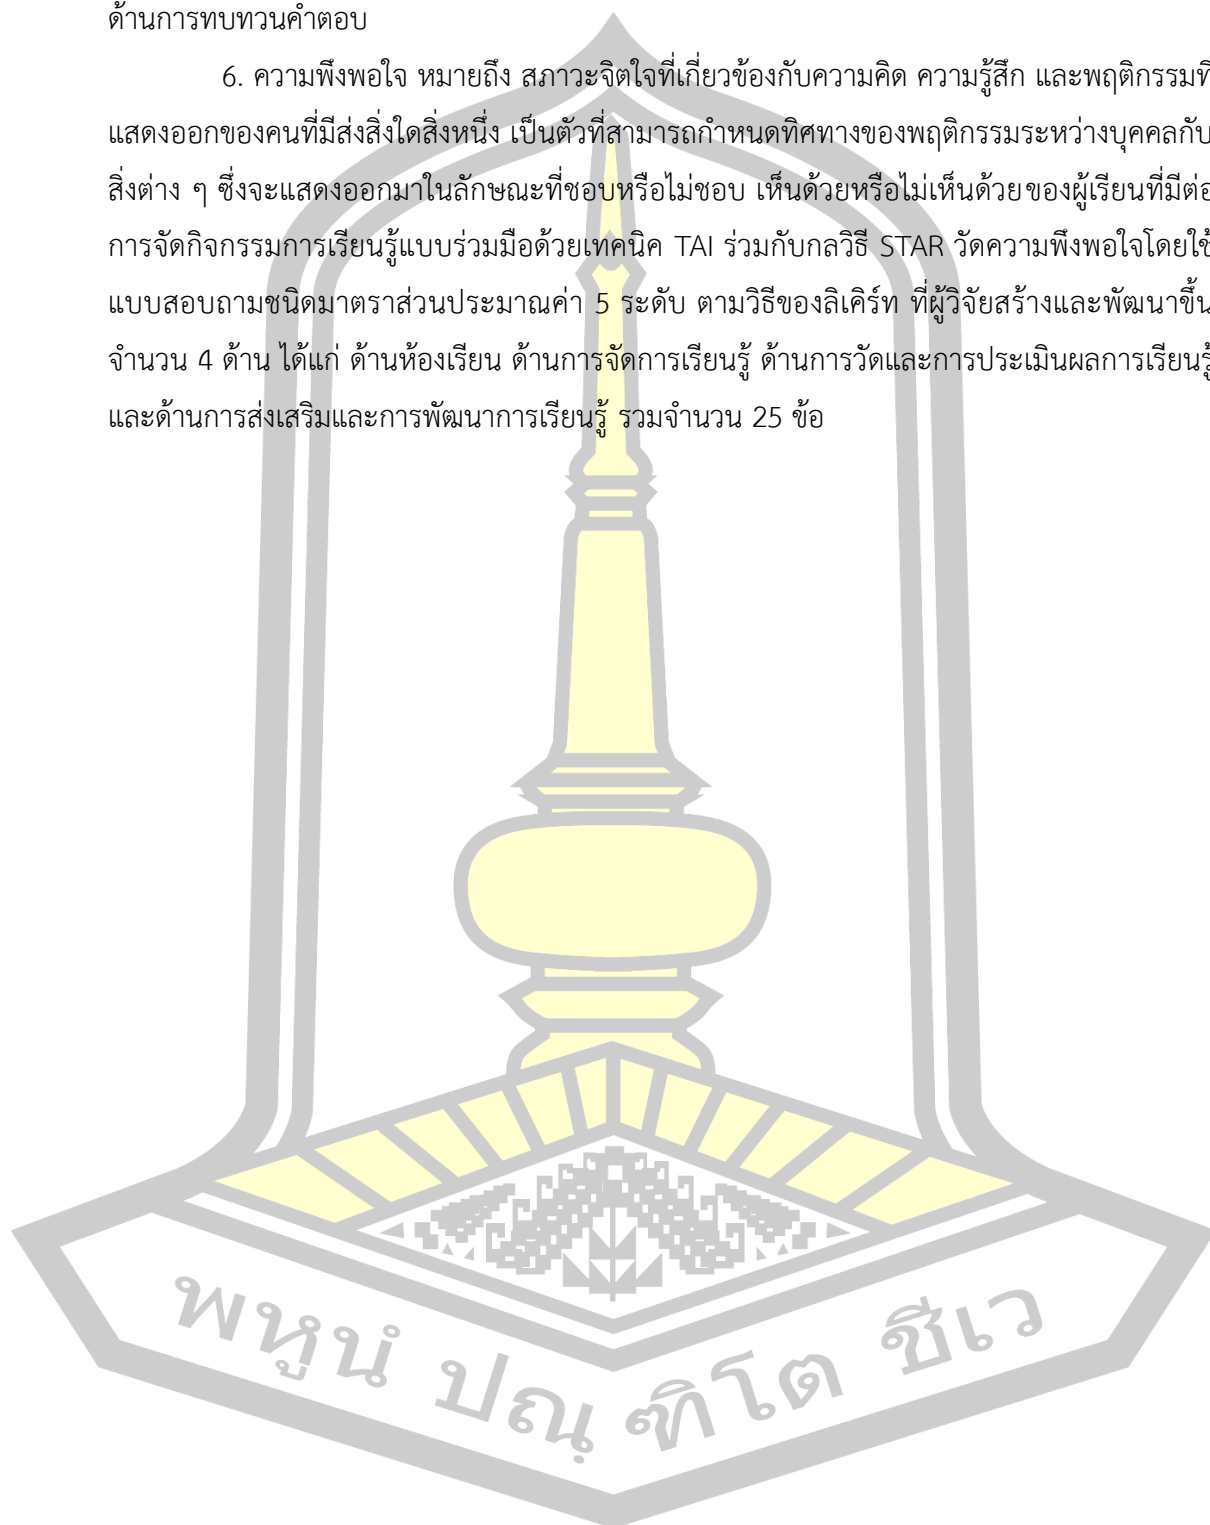 ด้านการทบทวนคำตอบ
6. ความพึงพอใจ หมายถึง สภาวะจิตใจที่เกี่ยวข้องกับความคิด ความรู้สึก และพฤติกรรมที่
แสดงออกของคนที่มีส่งสิ่งใดสิ่งหนึ่ง เป็นตัวที่สามารถกำหนดทิศทางของพฤติกรรมระหว่างบุคคลกับ
สิ่งต่าง ๆ ซึ่งจะแสดงออกมาในลักษณะที่ชอบหรือไม่ชอบ เห็นด้วยหรือไม่เห็นด้วยของผู้เรียนที่มีต่อ
การจัดกิจกรรมการเรียนรู้แบบร่วมมือด้วยเทคนิค TAI ร่วมกับกลวิธี STAR วัดความพึงพอใจโดยใช้
แบบสอบถามชนิดมาตราส่วนประมาณค่า 5 ระดับ ตามวิธีของลิเคิร์ท ที่ผู้วิจัยสร้างและพัฒนาขึ้น
จำนวน 4 ด้าน ได้แก่ ด้านห้องเรียน ด้านการจัดการเรียนรู้ ด้านการวัดและการประเมินผลการเรียนรู้
และด้านการส่งเสริมและการพัฒนาการเรียนรู้ รวมจำนวน 25 ข้อ
พหูนํ ปณฺ ฑิโต ชีเว